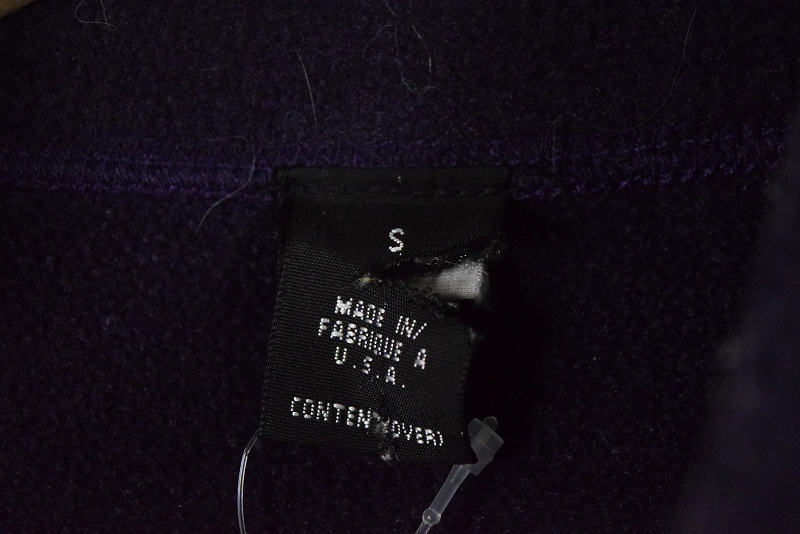 S
MADE IN/
FABRIQUE A
U.S.A.
CONTENT(OVER)